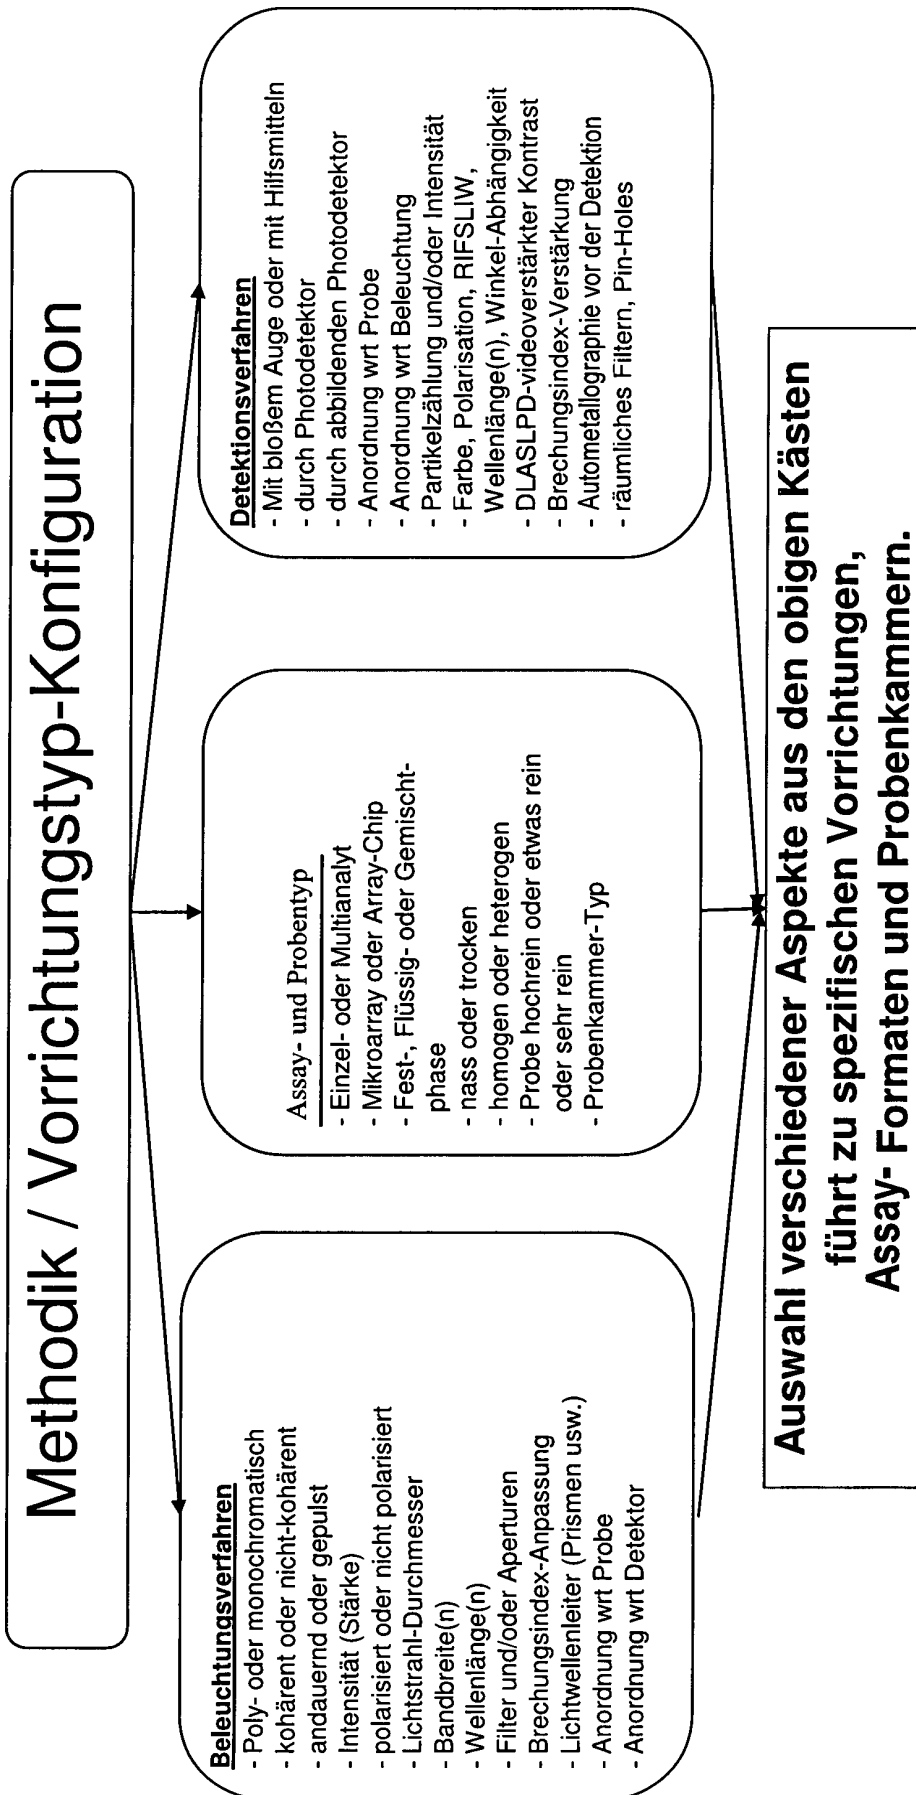 Methodik / Vorrichtungstyp-Konfiguration
Beleuchtungsverfahren
- Poly- oder monochromatisch
- kohärent oder nicht-kohärent
- andauernd oder gepulst
- Intensität (Stärke)
- polarisiert oder nicht polarisiert
- Lichtstrahl-Durchmesser
- Bandbreite(n)
- Wellenlänge(n)
- Filter und/oder Aperturen
- Brechungsindex-Anpassung
- Lichtwellenleiter (Prismen usw.)
- Anordnung wrt Probe
- Anordnung wrt Detektor
Assay- und Probentyp
- Einzel- oder Multianalyt
- Mikroarray oder Array-Chip
- Fest-, Flüssig- oder Gemischt-
phase
- nass oder trocken
- homogen oder heterogen
- Probe hochrein oder etwas rein
oder sehr rein
- Probenkammer-Typ
Detektionsverfahren
- Mit bloßem Auge oder mit Hilfsmitteln
- durch Photodetektor
- durch abbildenden Photodetektor
- Anordnung wrt Probe
- Anordnung wrt Beleuchtung
- Partikelzählung und/oder Intensität
- Farbe, Polarisation, RIFSLIW,
Wellenlänge(n), Winkel-Abhängigkeit
- DLASLPD-videoverstärkter Kontrast
- Brechungsindex-Verstärkung
- Autometallographie vor der Detektion
- räumliches Filtern, Pin-Holes
Auswahl verschiedener Aspekte aus den obigen Kästen
führt zu spezifischen Vorrichtungen,
Assay- Formaten und Probenkammern.